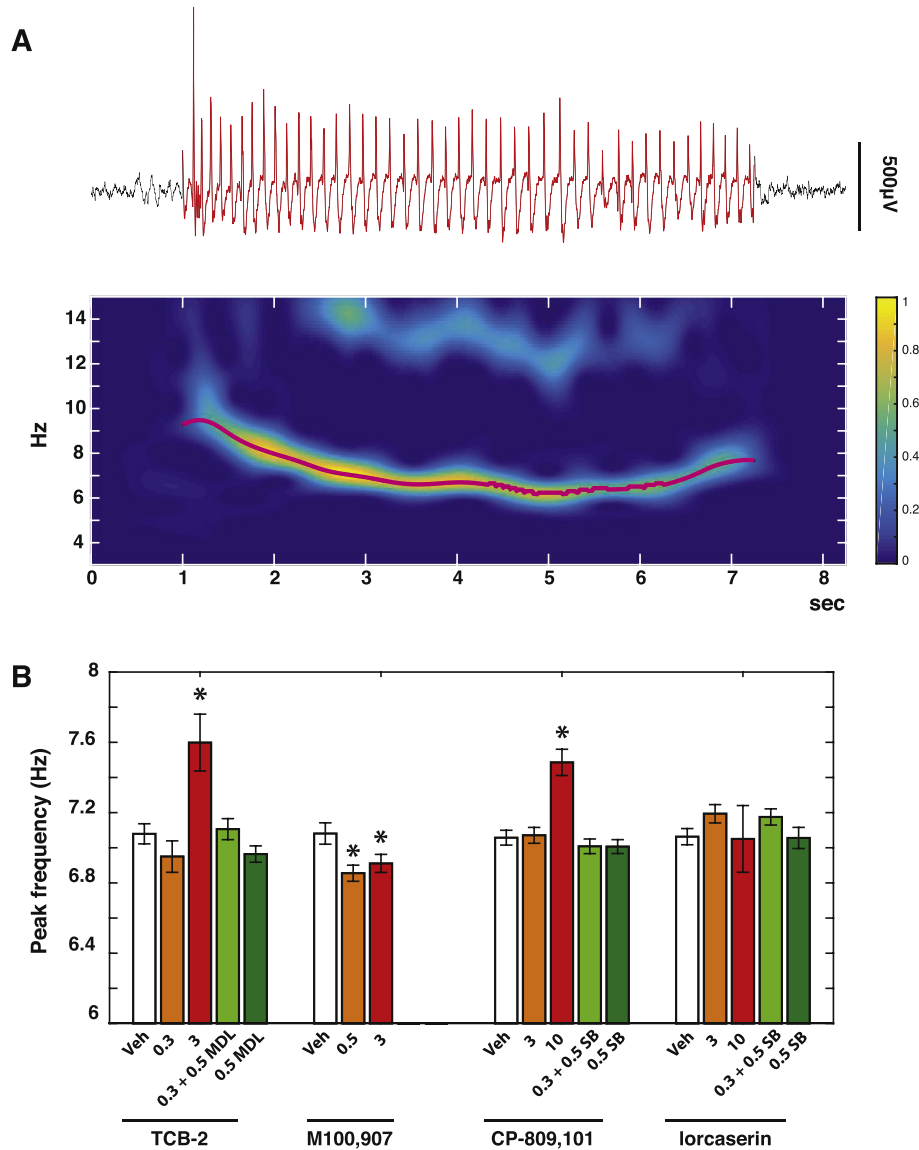 A
500µV
14
12
10
8
6
4
Hz
0 1 2 3 4 5 6 7 8
sec
1
0.8
0.6
0.4
0.2
0
B
8
7.6
7.2
6.8
6.4
6
Peak frequency (Hz)
* * * * *
Veh 0.3 3 0.3 + 0.5 MDL 0.5 MDL
Veh 0.5 3
Veh 3 10 0.3 + 0.5 SB 0.5 SB
Veh 3 10 0.3 + 0.5 SB 0.5 SB
TCB-2 M100,907 CP-809,101 lorcaserin